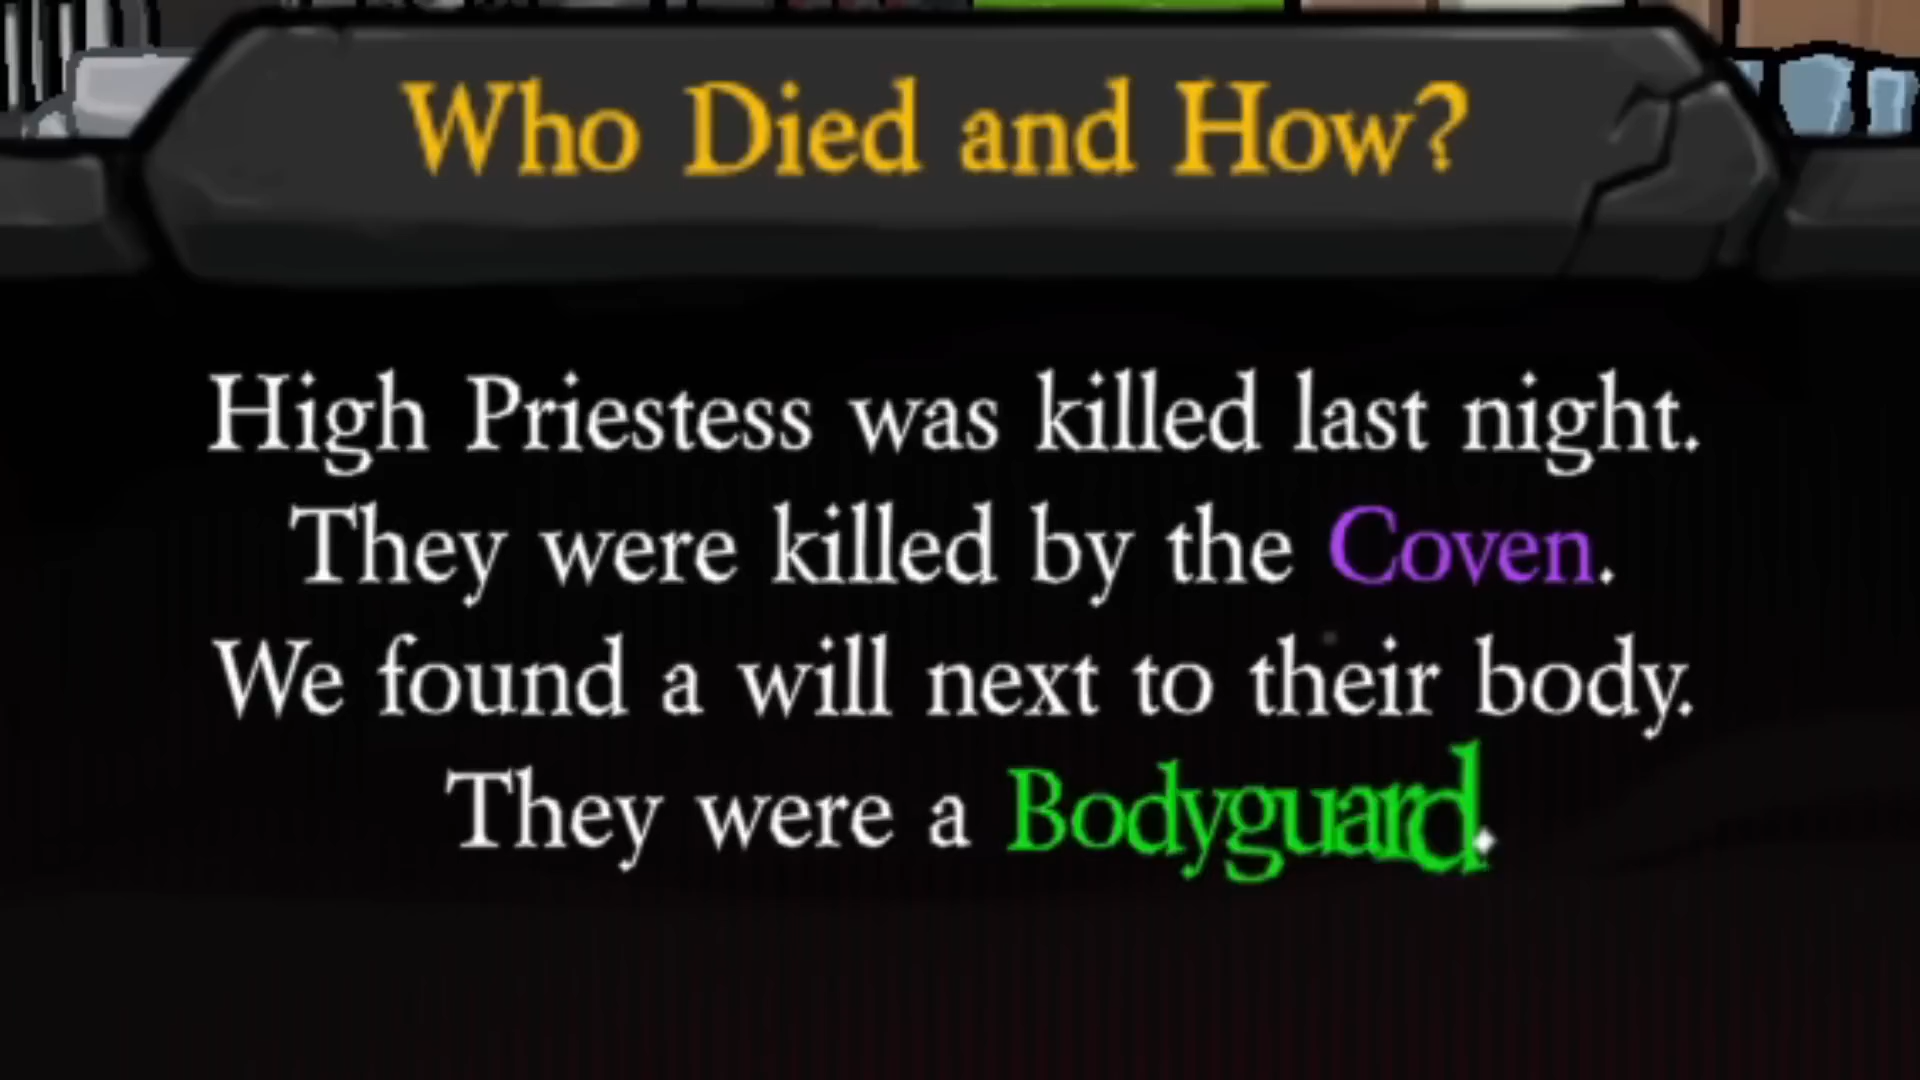 Who Died and How?
High Priestess was killed last night.
They were killed by the Coven.
We found a will next to their body.
They were a Bodyguard.